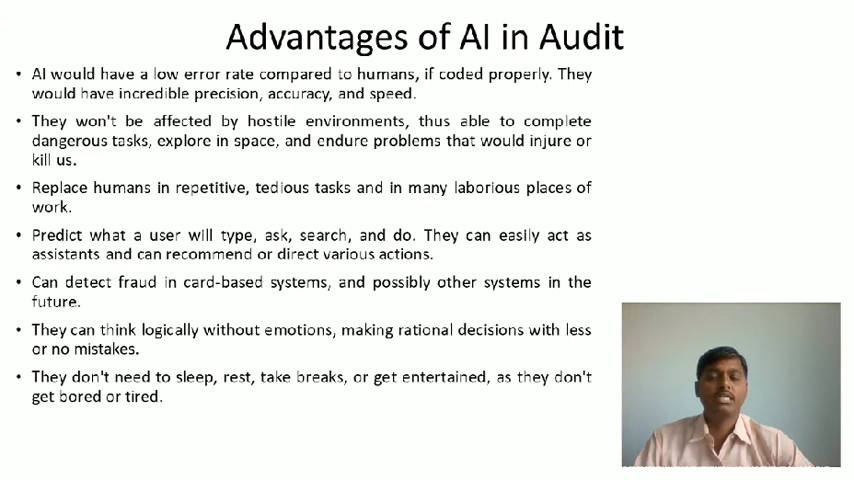 Advantages of AI in Audit
• AI would have a low error rate compared to humans, if coded properly. They
would have incredible precision, accuracy, and speed.
• They won't be affected by hostile environments, thus able to complete
dangerous tasks, explore in space, and endure problems that would injure or
kill us.
• Replace humans in repetitive, tedious tasks and in many laborious places of
work.
• Predict what a user will type, ask, search, and do. They can easily act as
assistants and can recommend or direct various actions.
• Can detect fraud in card-based systems, and possibly other systems in the
future.
• They can think logically without emotions, making rational decisions with less
or no mistakes.
• They don't need to sleep, rest, take breaks, or get entertained, as they don't
get bored or tired.